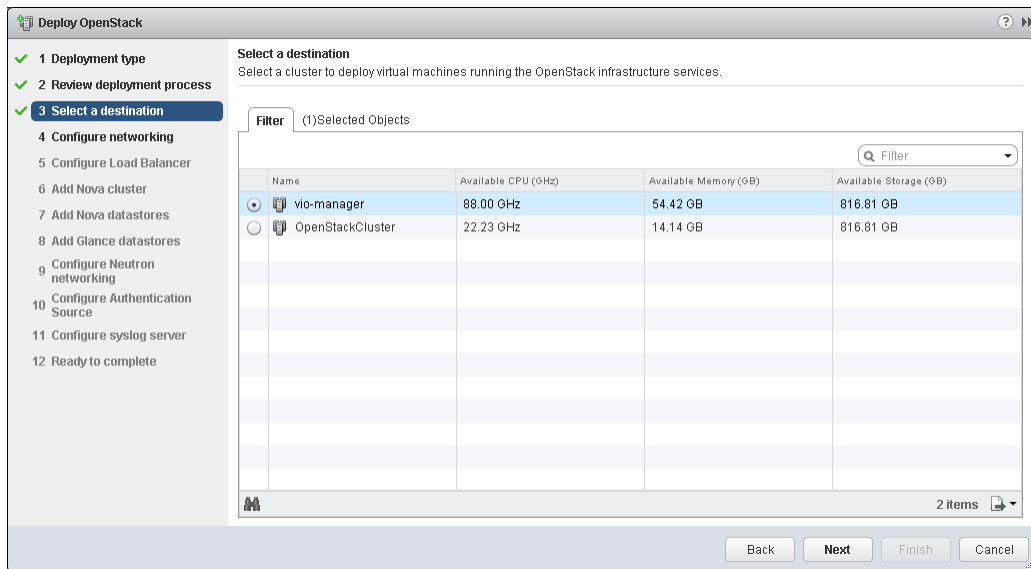 Deploy OpenStack
1 Deployment type
2 Review deployment process
3 Select a destination
4 Configure networking
5 Configure Load Balancer
6 Add Nova cluster
7 Add Nova datastores
8 Add Glance datastores
9 Configure Neutron
networking
10 Configure Authentication
Source
11 Configure syslog server
12 Ready to complete
Select a destination
Select a cluster to deploy virtual machines running the OpenStack infrastructure services.
Filter (1)Selected Objects
Filter
Name Available CPU (GHz) Available Memory (GB) Available Storage (GB)
vio-manager 88.00 GHz 54.42 GB 816.81 GB
OpenStackCluster 22.23 GHz 14.14 GB 816.81 GB
2 items
Back Next Finish Cancel